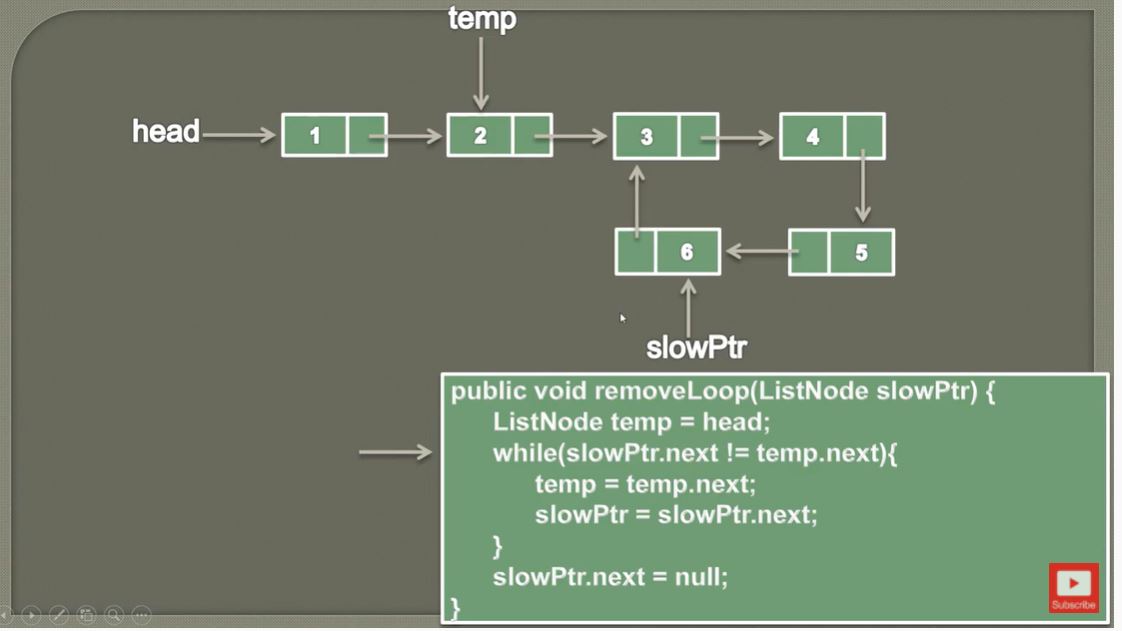 temp
head
1
2
3
4
6
5
slowPtr
public void removeLoop(ListNode slowPtr) {
ListNode temp = head;
while(slowPtr.next != temp.next){
temp = temp.next;
slowPtr = slowPtr.next;
}
slowPtr.next = null;
}
Subscribe